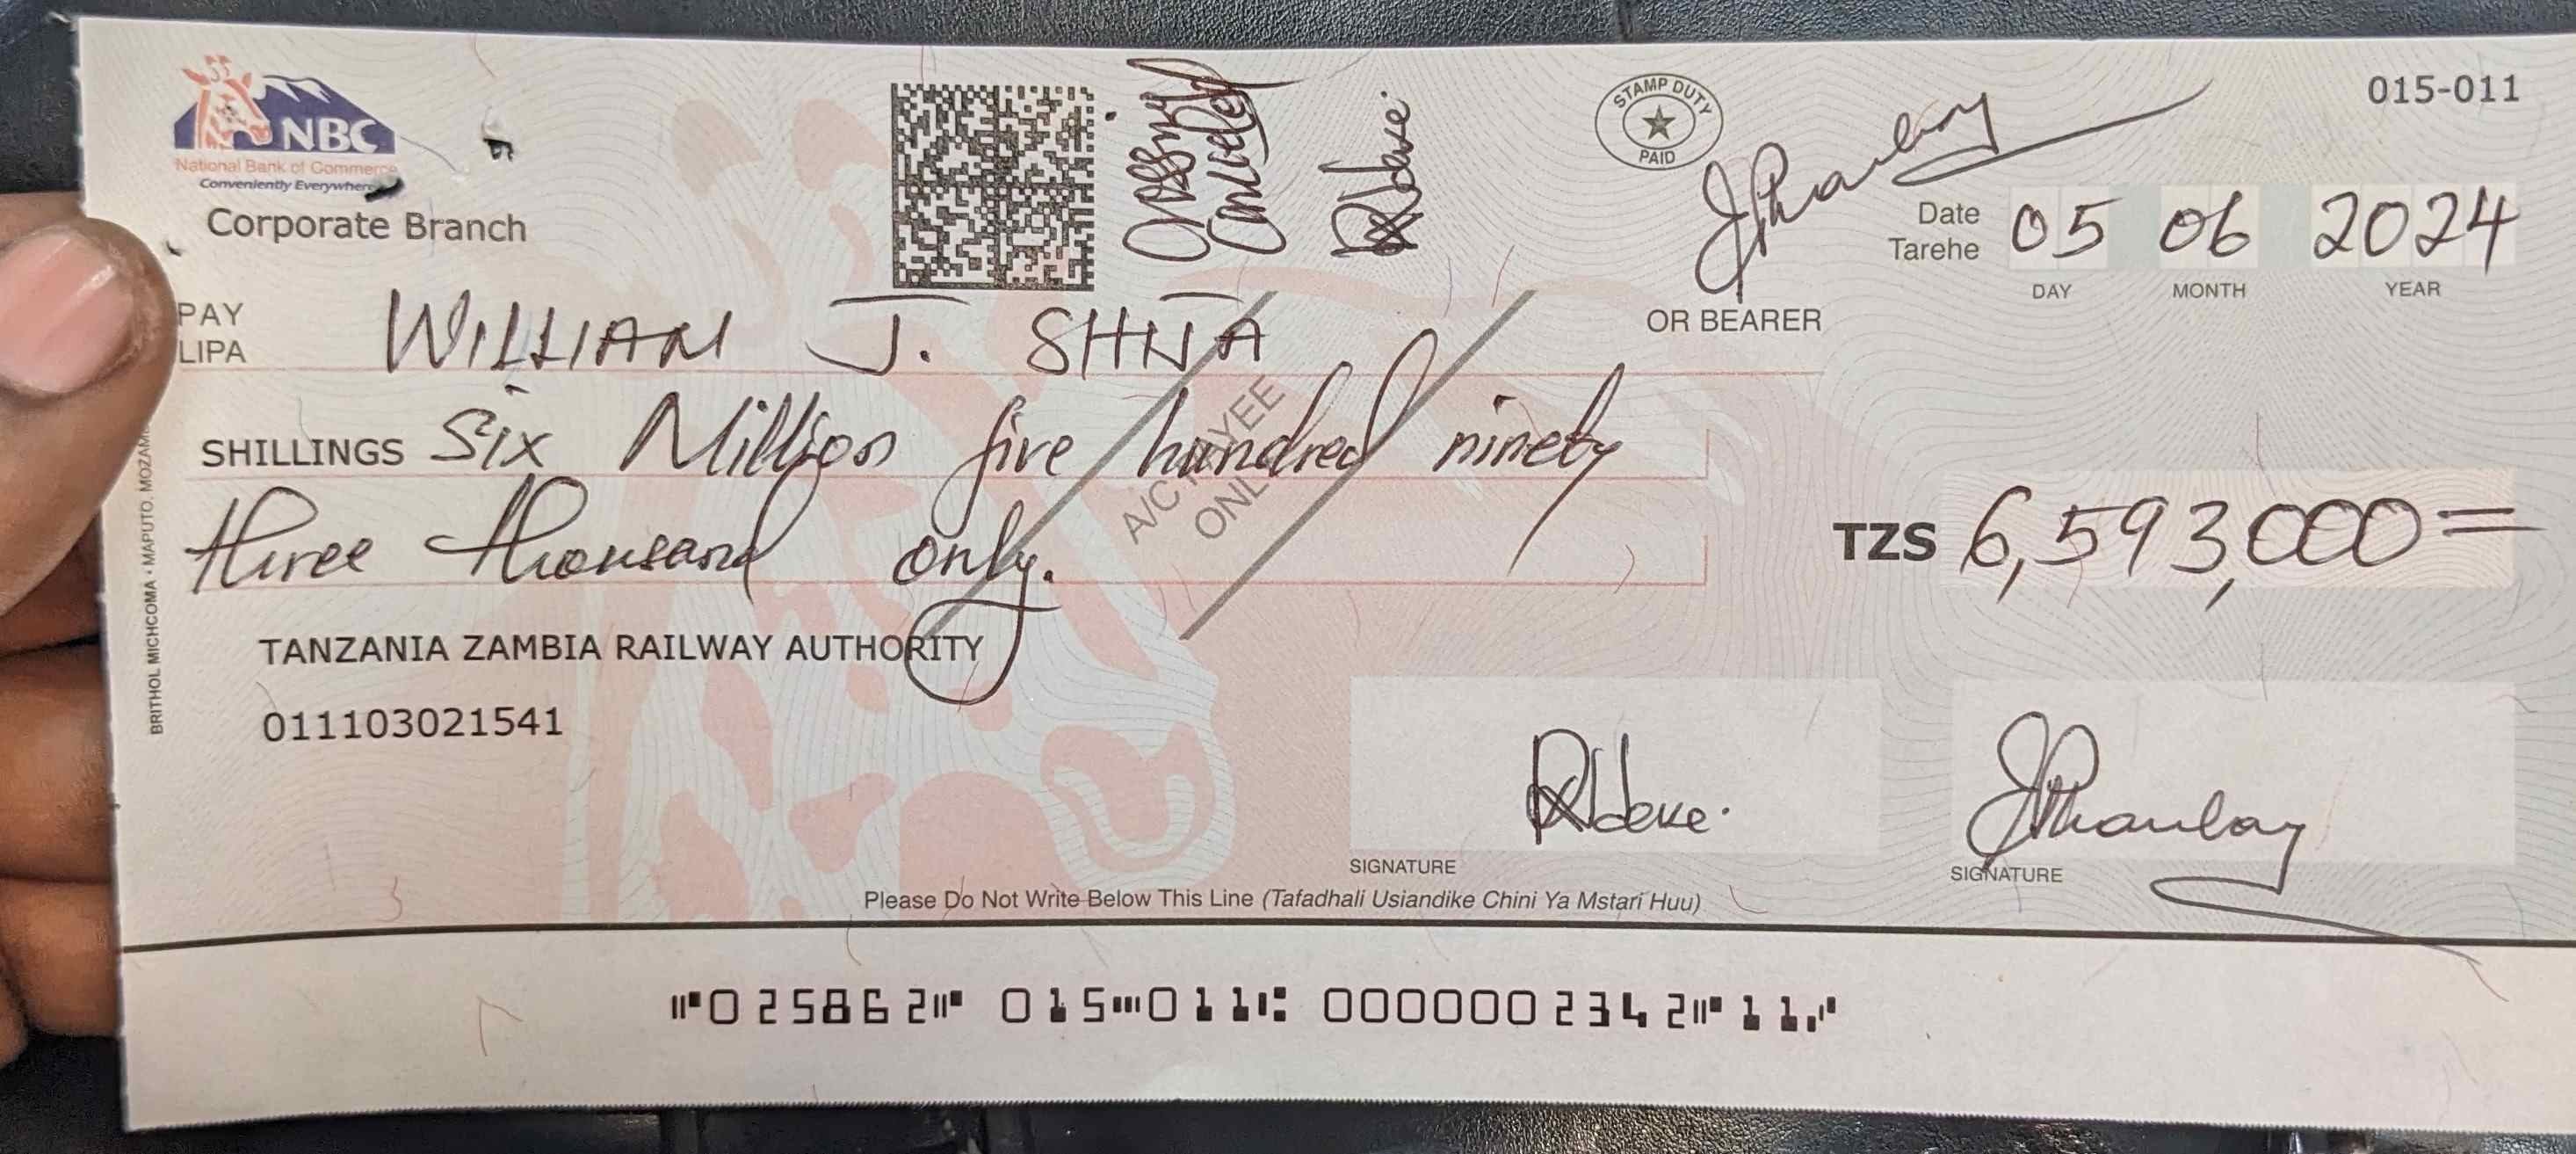 NBC
National Bank of Commerce
Conveniently Everywhere
Corporate Branch
Crossing
Cancelled
STAMP DUTY
PAID
015-011
Date
Tarehe
05 06 2024
DAY MONTH YEAR
PAY
LIPA
WILLIAM J. SHIJA
OR BEARER
SHILLINGS Six Million five hundred ninety
three thousand only.
A/C PAYEE
ONLY
TZS 6,593,000=
TANZANIA ZAMBIA RAILWAY AUTHORITY
011103021541
BRITHOL MICHCOMA • MAPUTO. MOZAM
SIGNATURE
SIGNATURE
Please Do Not Write Below This Line (Tafadhali Usiandike Chini Ya Mstari Huu)
⑈025862⑈ 015⑉011⑆ 0000002342⑈11⑇